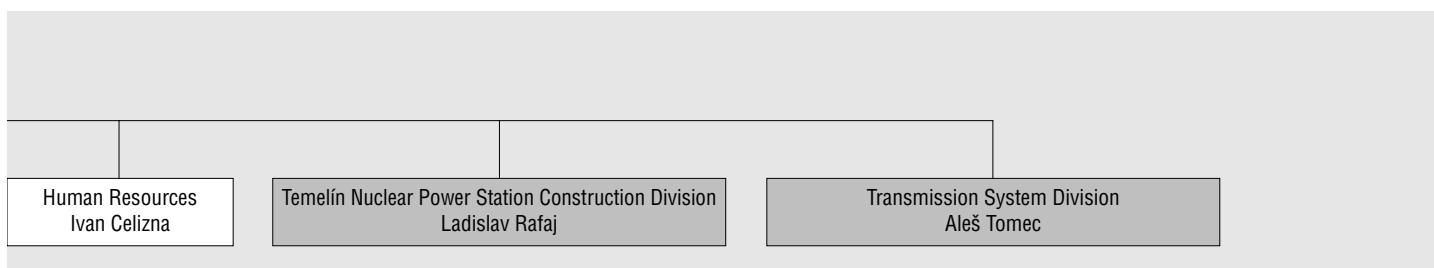 Human Resources
Ivan Celizna
Temelín Nuclear Power Station Construction Division
Ladislav Rafaj
Transmission System Division
Aleš Tomec